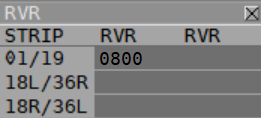 RVR
STRIP RVR RVR
01/19 0800
18L/36R
18R/36L